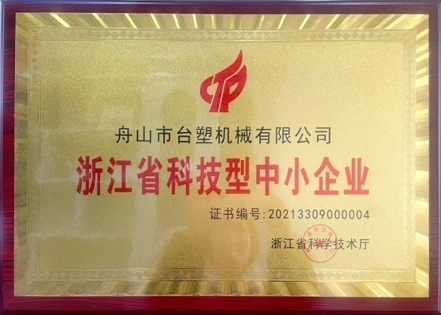 舟山市台塑机械有限公司
浙江省科技型中小企业
证书编号:20213309000004
浙江省科学技术厅